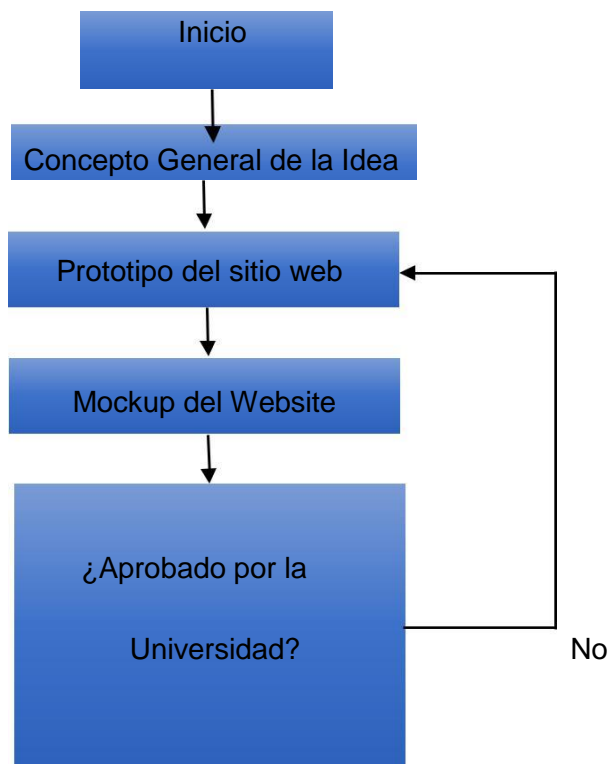 Inicio
Concepto General de la Idea
Prototipo del sitio web
Mockup del Website
¿Aprobado por la
Universidad?
No